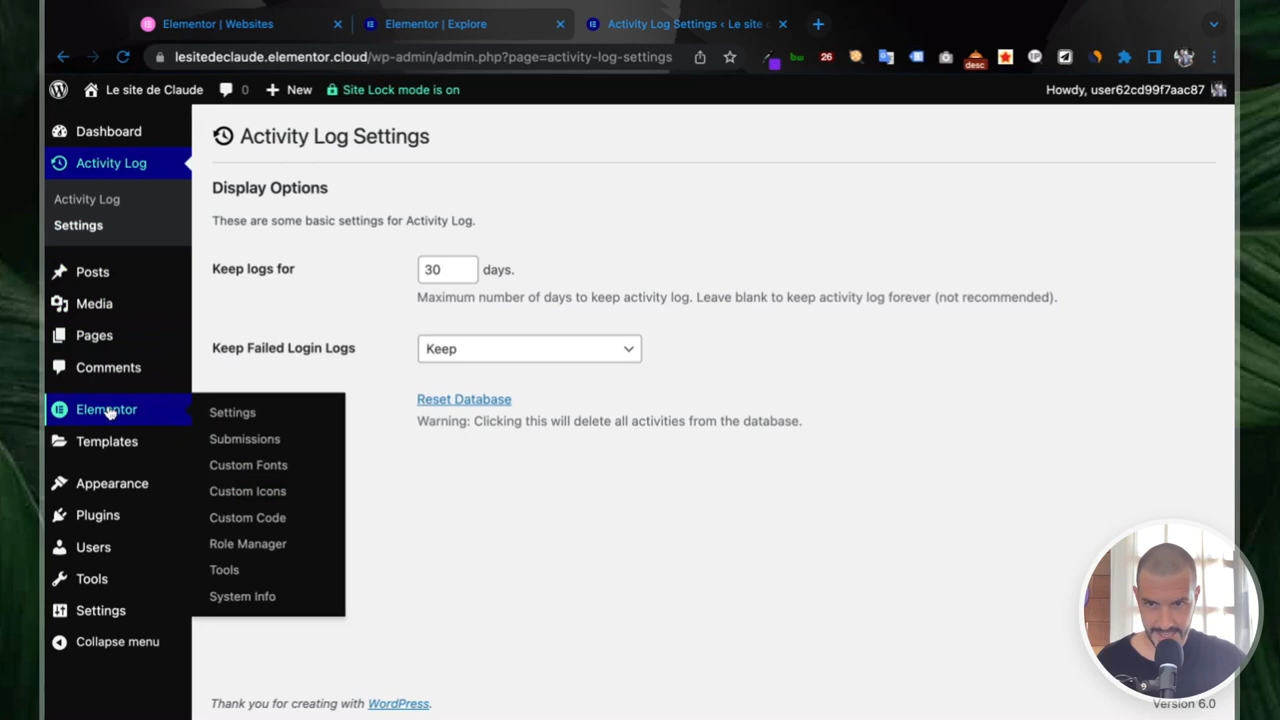 Elementor | Websites
Elementor | Explore
Activity Log Settings ‹ Le site c
lesitedeclaude.elementor.cloud/wp-admin/admin.php?page=activity-log-settings
bw
26
desc
Le site de Claude
0
New
Site Lock mode is on
Howdy, user62cd99f7aac87
Dashboard
Activity Log
Activity Log
Settings
Posts
Media
Pages
Comments
Elementor
Templates
Appearance
Plugins
Users
Tools
Settings
Collapse menu
Settings
Submissions
Custom Fonts
Custom Icons
Custom Code
Role Manager
Tools
System Info
Activity Log Settings
Display Options
These are some basic settings for Activity Log.
Keep logs for
30
days.
Maximum number of days to keep activity log. Leave blank to keep activity log forever (not recommended).
Keep Failed Login Logs
Keep
Reset Database
Warning: Clicking this will delete all activities from the database.
Thank you for creating with WordPress.
Version 6.0